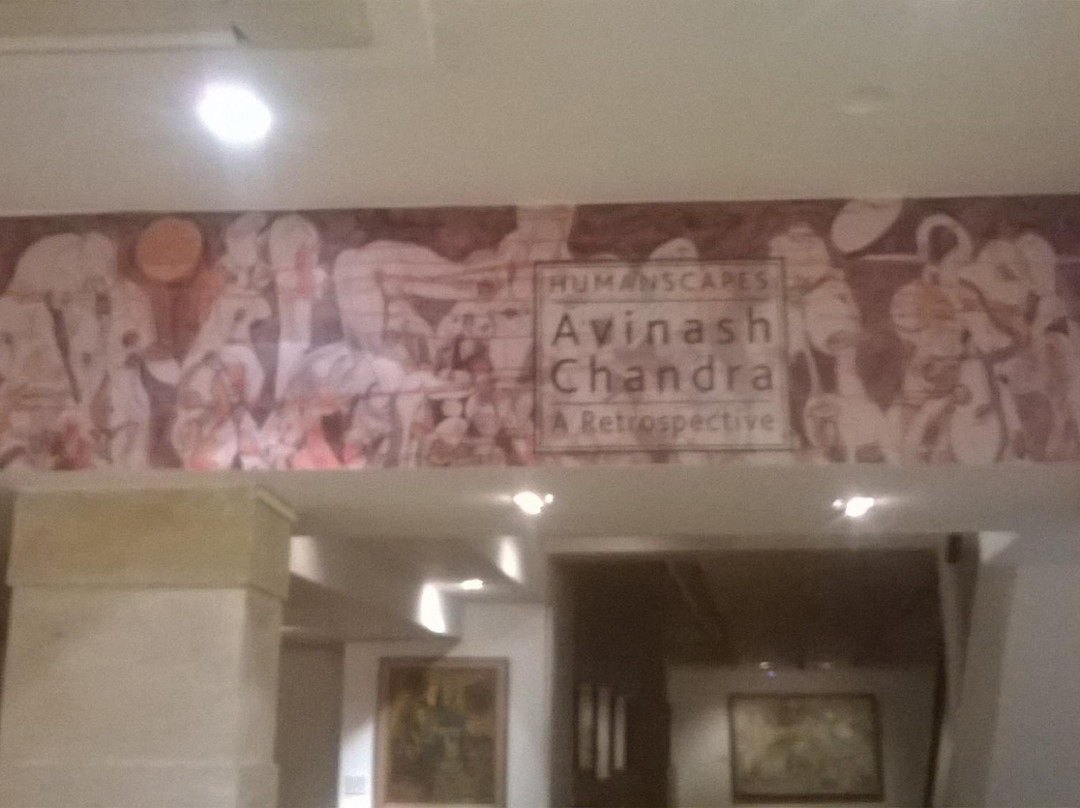 HUMANSCAPES
Avinash
Chandra
A Retrospective